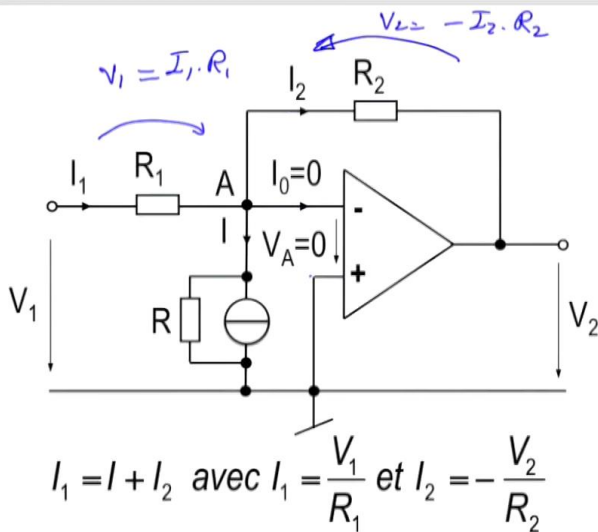 V₂ = - I₂. R₂
V₁ = I₁. R₁
I₂ R₂
I₁ R₁ A I₀=0
-
I V_A=0
+
V₁ R V₂
I₁ = I + I₂ avec I₁ = V₁/R₁ et I₂ = - V₂/R₂